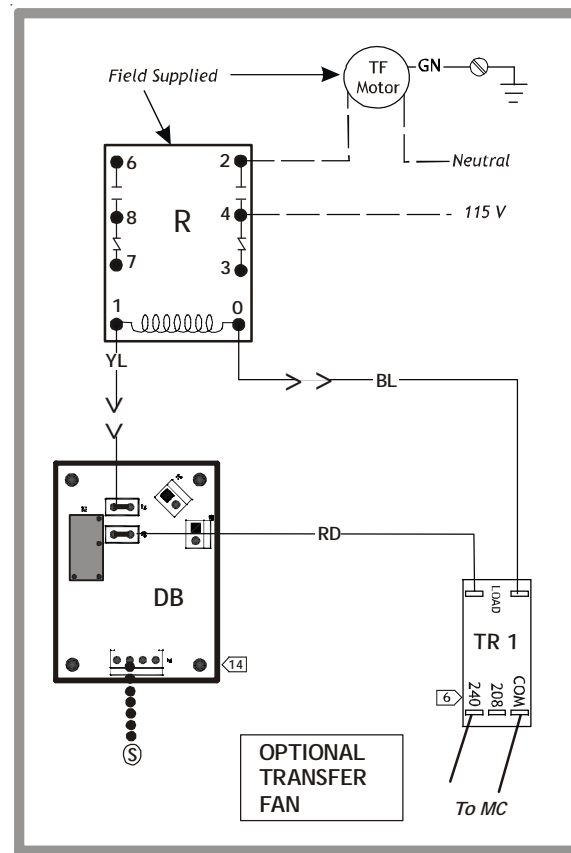 GN
TF
Motor
Field Supplied
6
2
Neutral
8
R
4
115 V
7
3
1
0
YL
BL
RD
DB
LOAD
TR 1
14
6
240
208
COM
S
OPTIONAL
TRANSFER
FAN
To MC